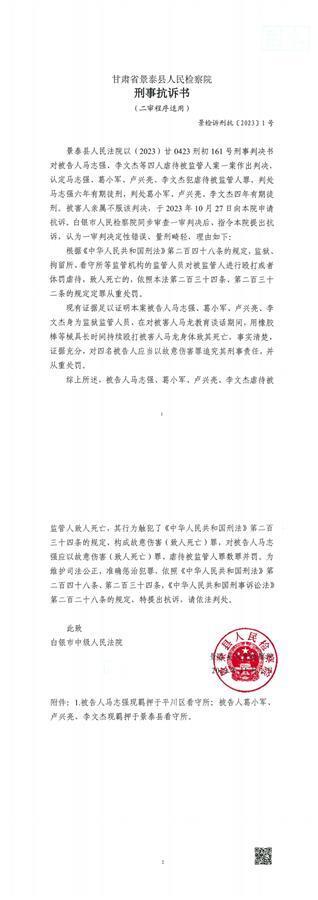 甘肃省景泰县人民检察院
刑事抗诉书
（二审程序适用）
景检诉刑抗〔2023〕1号
景泰县人民法院以（2023）甘0423刑初161号刑事判决书
对被告人马志强、李文杰等四人虐待被监管人案一案作出判决，
认定马志强、葛小军、卢兴亮、李文杰犯虐待被监管人罪，判处
马志强六年有期徒刑，判处葛小军、卢兴亮、李文杰四年有期徒
刑。被害人亲属不服该判决，于2023年10月27日向本院申请
抗诉。白银市人民检察院同步审查一审判决后，指令本院提出抗
诉，认为一审判决定性错误、量刑畸轻，理由如下：
根据《中华人民共和国刑法》第二百四十八条的规定，监狱、
拘留所、看守所等监管机构的监管人员对被监管人进行殴打或者
体罚虐待，致人死亡的，依照本法第二百三十四条、第二百三十
二条的规定定罪从重处罚。
现有证据足以证明本案被告人马志强、葛小军、卢兴亮、李
文杰身为监狱监管人员，在对被害人马龙教育谈话期间，用橡胶
棒等械具长时间持续殴打被害人马龙身体致其死亡，事实清楚，
证据充分，对四名被告人应当以故意伤害罪追究其刑事责任，并
从重处罚。
综上所述，被告人马志强、葛小军、卢兴亮、李文杰虐待被
1
监管人致人死亡，其行为触犯了《中华人民共和国刑法》第二百
三十四条的规定，构成故意伤害（致人死亡）罪，对被告人马志
强应以故意伤害（致人死亡）罪、虐待被监管人罪数罪并罚。为
维护司法公正，准确惩治犯罪，依照《中华人民共和国刑法》第
二百四十八条、第二百三十四条，《中华人民共和国刑事诉讼法》
第二百二十八条的规定，特提出抗诉，请依法判处。
此致
白银市中级人民法院
景泰县人民检察院
附件：1.被告人马志强现羁押于平川区看守所；被告人葛小军、
卢兴亮、李文杰现羁押于景泰县看守所。
2